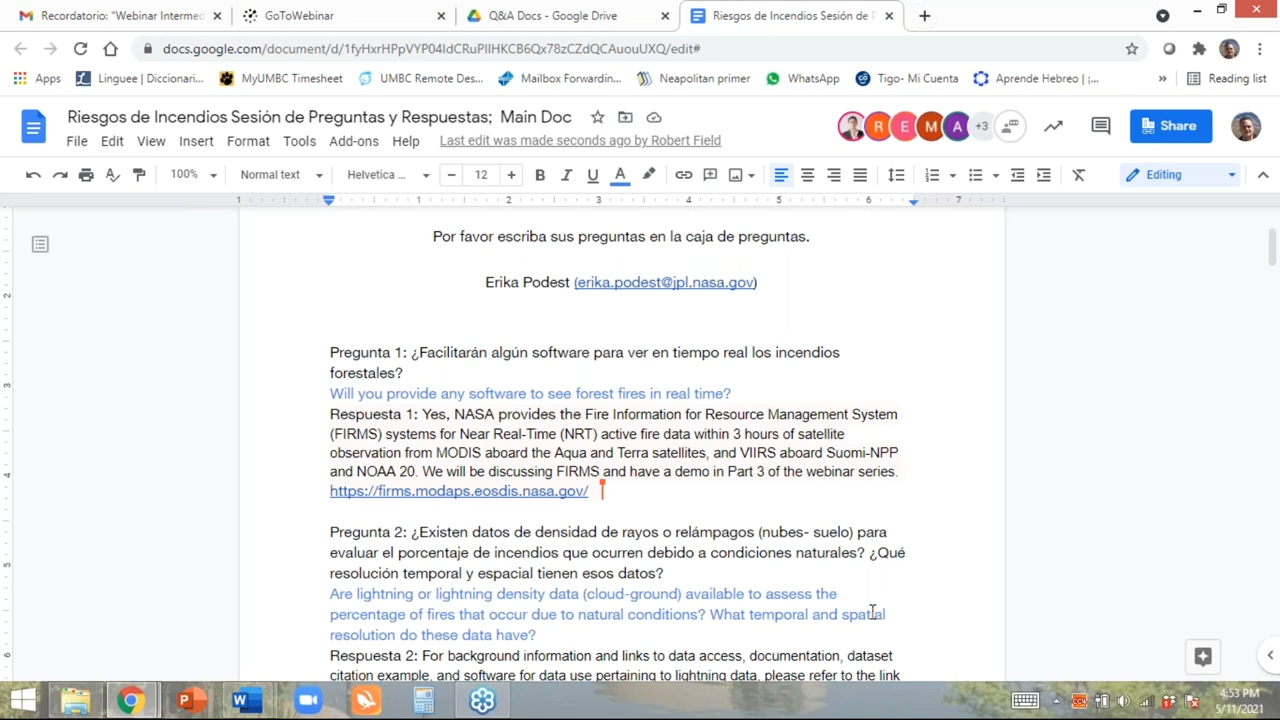 Recordatorio: "Webinar Intermed
GoToWebinar
Q&A Docs - Google Drive
Riesgos de Incendios Sesión de P
docs.google.com/document/d/1fyHxrHPpVYP04IdCRuPIIHKCB6Qx78zCZdQCAuouUXQ/edit#
Apps
Linguee | Diccionari...
MyUMBC Timesheet
UMBC Remote Des...
Mailbox Forwardin...
Neapolitan primer
WhatsApp
Tigo- Mi Cuenta
Aprende Hebreo | ¡...
Reading list
Riesgos de Incendios Sesión de Preguntas y Respuestas; Main Doc
R E M A +3
Share
File Edit View Insert Format Tools Add-ons Help Last edit was made seconds ago by Robert Field
100% Normal text Helvetica ... 12 Editing
Por favor escriba sus preguntas en la caja de preguntas.
Erika Podest (erika.podest@jpl.nasa.gov)
Pregunta 1: ¿Facilitarán algún software para ver en tiempo real los incendios
forestales?
Will you provide any software to see forest fires in real time?
Respuesta 1: Yes, NASA provides the Fire Information for Resource Management System
(FIRMS) systems for Near Real-Time (NRT) active fire data within 3 hours of satellite
observation from MODIS aboard the Aqua and Terra satellites, and VIIRS aboard Suomi-NPP
and NOAA 20. We will be discussing FIRMS and have a demo in Part 3 of the webinar series.
https://firms.modaps.eosdis.nasa.gov/
Pregunta 2: ¿Existen datos de densidad de rayos o relámpagos (nubes- suelo) para
evaluar el porcentaje de incendios que ocurren debido a condiciones naturales? ¿Qué
resolución temporal y espacial tienen esos datos?
Are lightning or lightning density data (cloud-ground) available to assess the
percentage of fires that occur due to natural conditions? What temporal and spatial
resolution do these data have?
Respuesta 2: For background information and links to data access, documentation, dataset
citation example, and software for data use pertaining to lightning data, please refer to the link
4:53 PM
5/11/2021